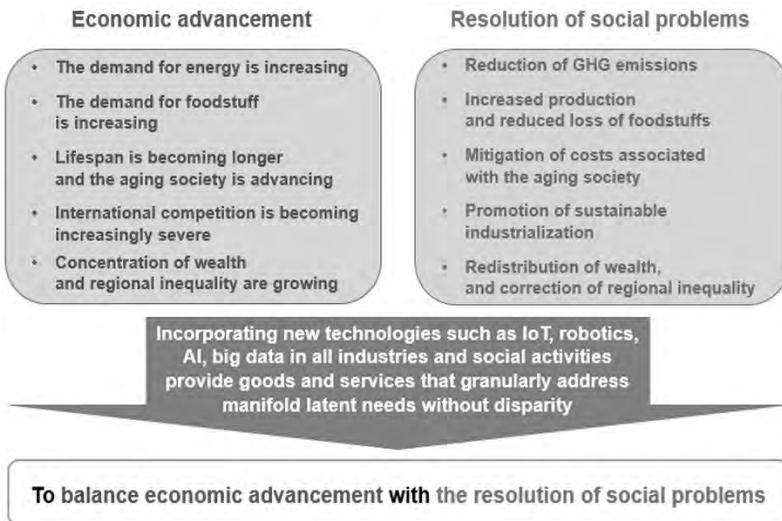 Economic advancement
• The demand for energy is increasing
• The demand for foodstuff
is increasing
• Lifespan is becoming longer
and the aging society is advancing
• International competition is becoming
increasingly severe
• Concentration of wealth
and regional inequality are growing
Resolution of social problems
• Reduction of GHG emissions
• Increased production
and reduced loss of foodstuffs
• Mitigation of costs associated
with the aging society
• Promotion of sustainable
industrialization
• Redistribution of wealth,
and correction of regional inequality
Incorporating new technologies such as IoT, robotics,
AI, big data in all industries and social activities
provide goods and services that granularly address
manifold latent needs without disparity
To balance economic advancement with the resolution of social problems